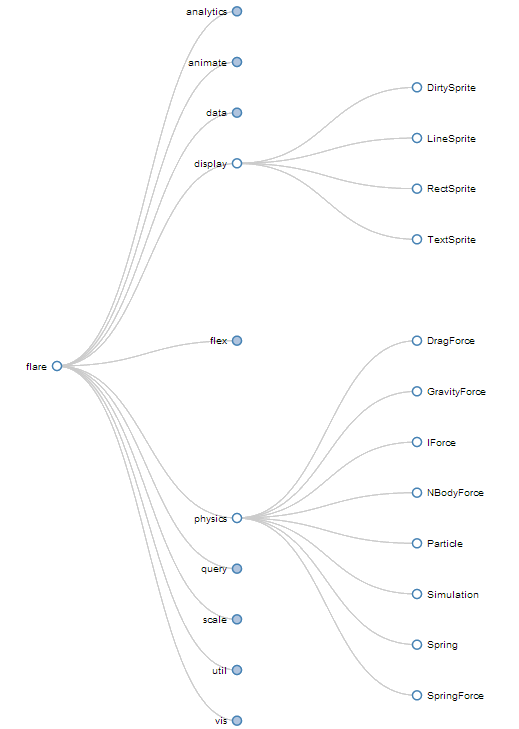 analytics
animate
data
display
DirtySprite
LineSprite
RectSprite
TextSprite
flex
flare
physics
DragForce
GravityForce
IForce
NBodyForce
Particle
Simulation
Spring
SpringForce
query
scale
util
vis